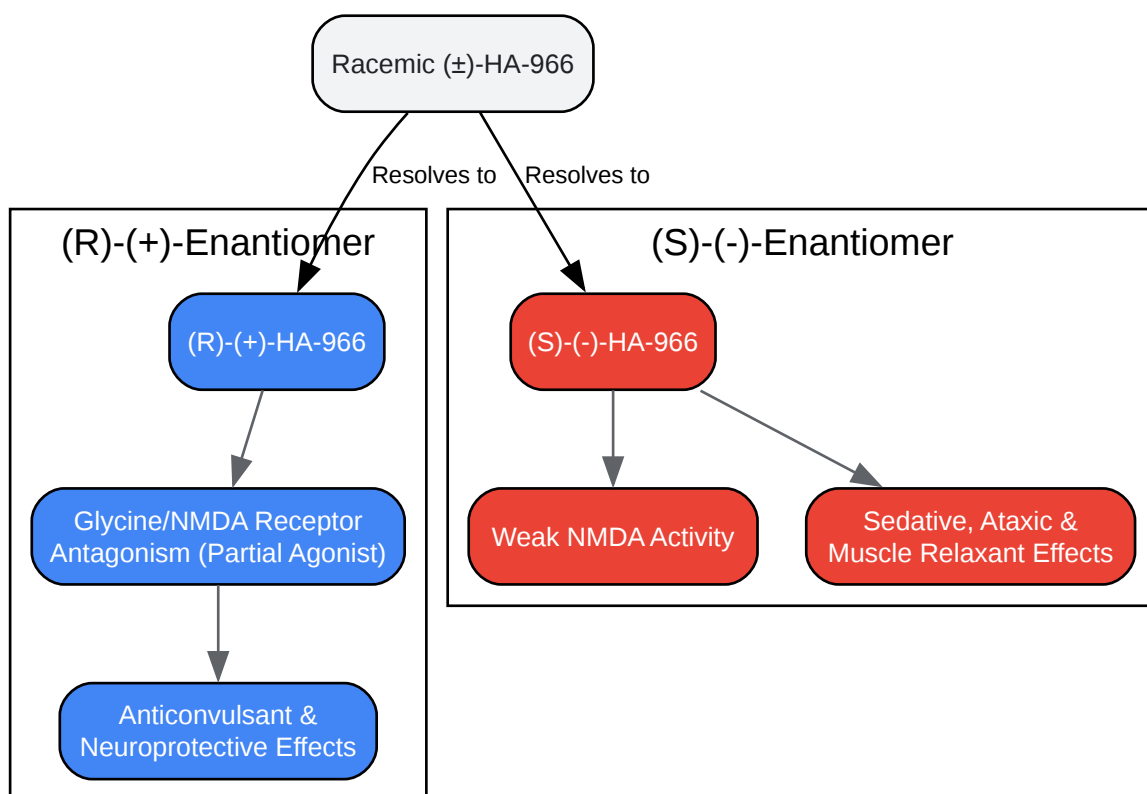 Racemic (±)-HA-966
Resolves to
Resolves to
(R)-(+)-Enantiomer
(R)-(+)-HA-966
Glycine/NMDA Receptor
Antagonism (Partial Agonist)
Anticonvulsant &
Neuroprotective Effects
(S)-(-)-Enantiomer
(S)-(-)-HA-966
Weak NMDA Activity
Sedative, Ataxic &
Muscle Relaxant Effects